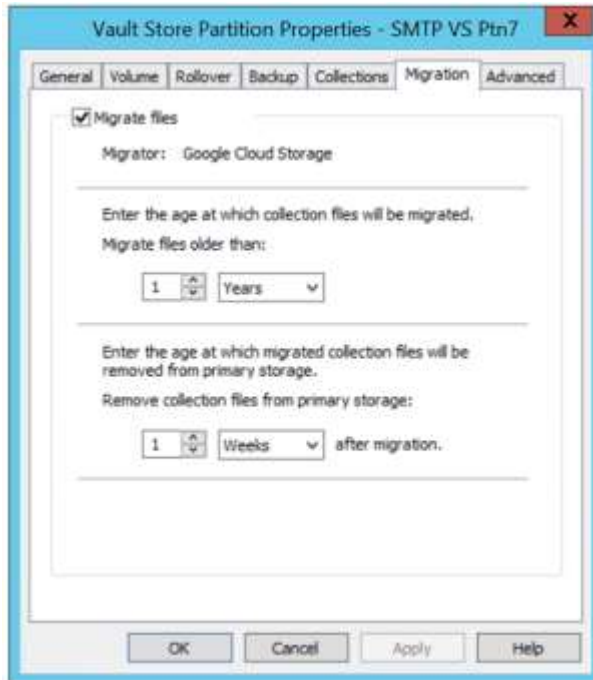 Vault Store Partition Properties - SMTP VS Ptn7
X
General Volume Rollover Backup Collections Migration Advanced
Migrate files
Migrator: Google Cloud Storage
Enter the age at which collection files will be migrated.
Migrate files older than:
1 Years
Enter the age at which migrated collection files will be
removed from primary storage.
Remove collection files from primary storage:
1 Weeks after migration.
OK Cancel Apply Help